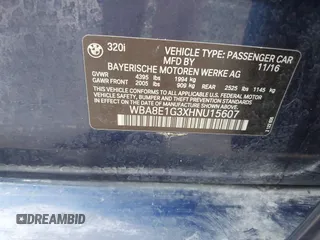 320i
VEHICLE TYPE: PASSENGER CAR
MFD BY 11/16
BAYERISCHE MOTOREN WERKE AG
GVWR 4395 lbs 1994 kg
GAWR FRONT 2005 lbs 909 kg REAR 2525 lbs 1145 kg
THIS VEHICLE CONFORMS TO ALL APPLICABLE FEDERAL MOTOR VEHICLE
SAFETY, BUMPER, AND THEFT PREVENTION STANDARDS IN EFFECT ON
THE DATE OF MANUFACTURE SHOWN ABOVE.
WBA8E1G3XHNU15607
DREAMBID